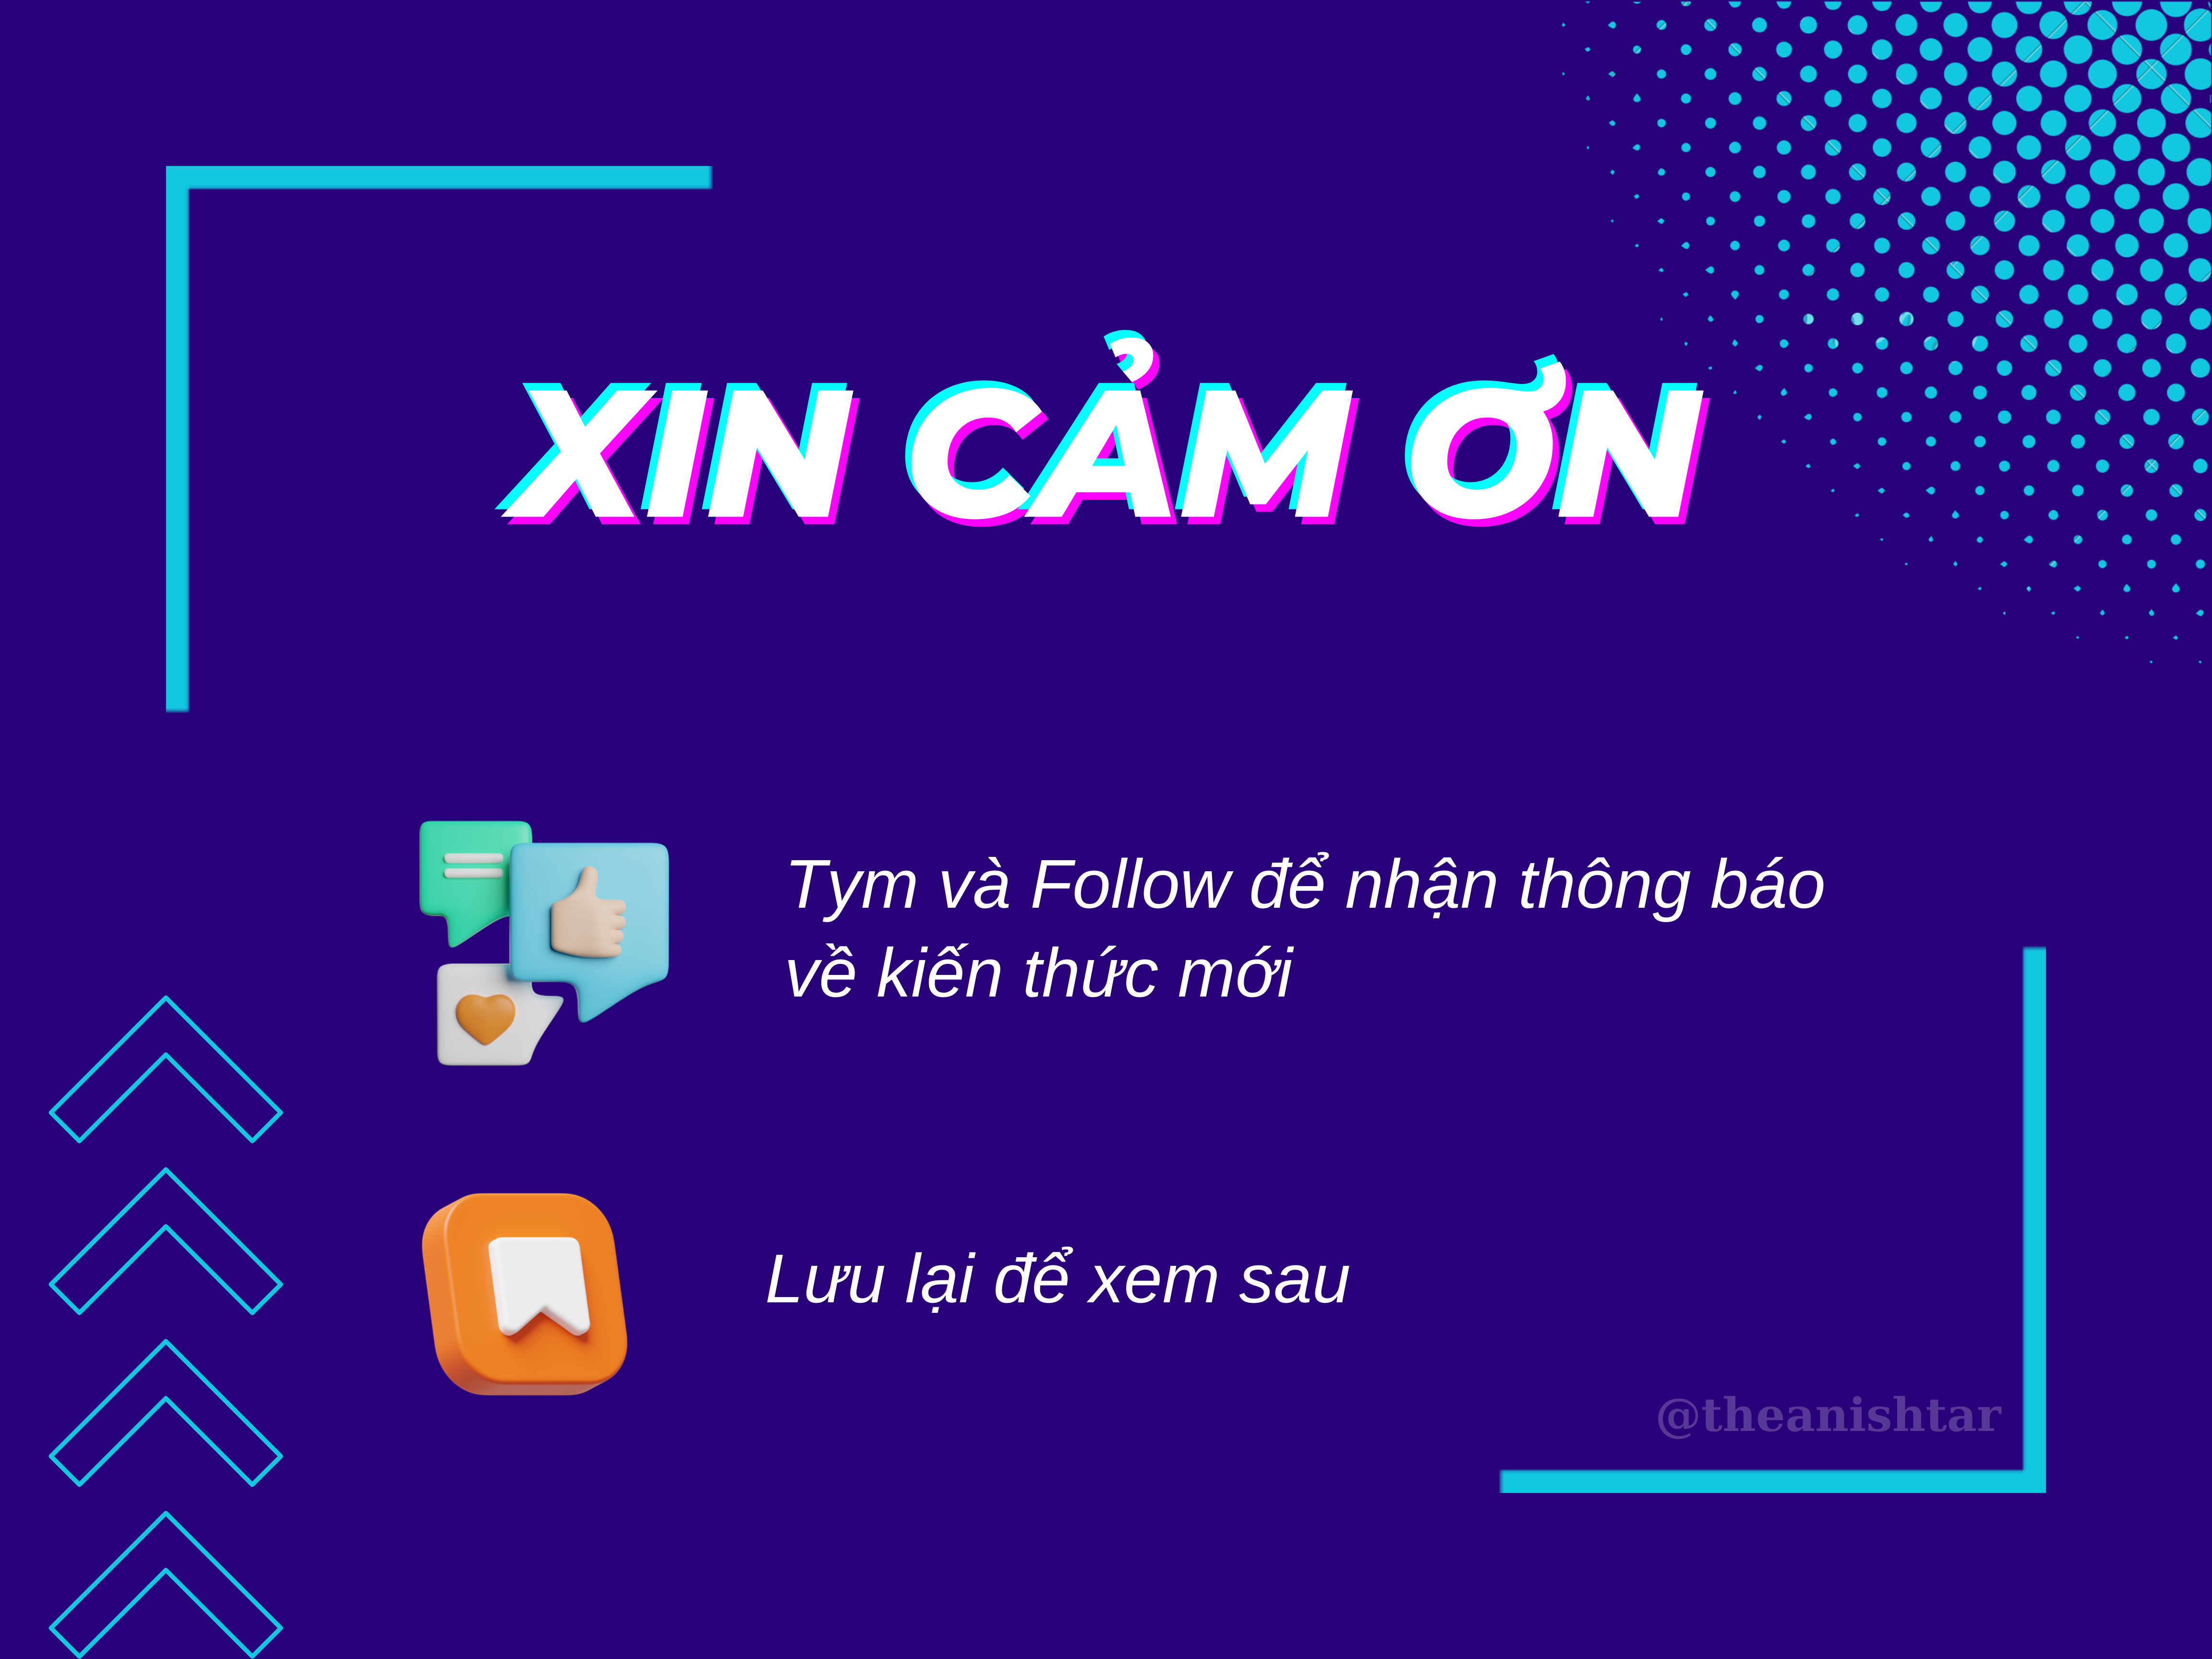 XIN CẢM ƠN
Tym và Follow để nhận thông báo
về kiến thức mới
Lưu lại để xem sau
@theanishtar